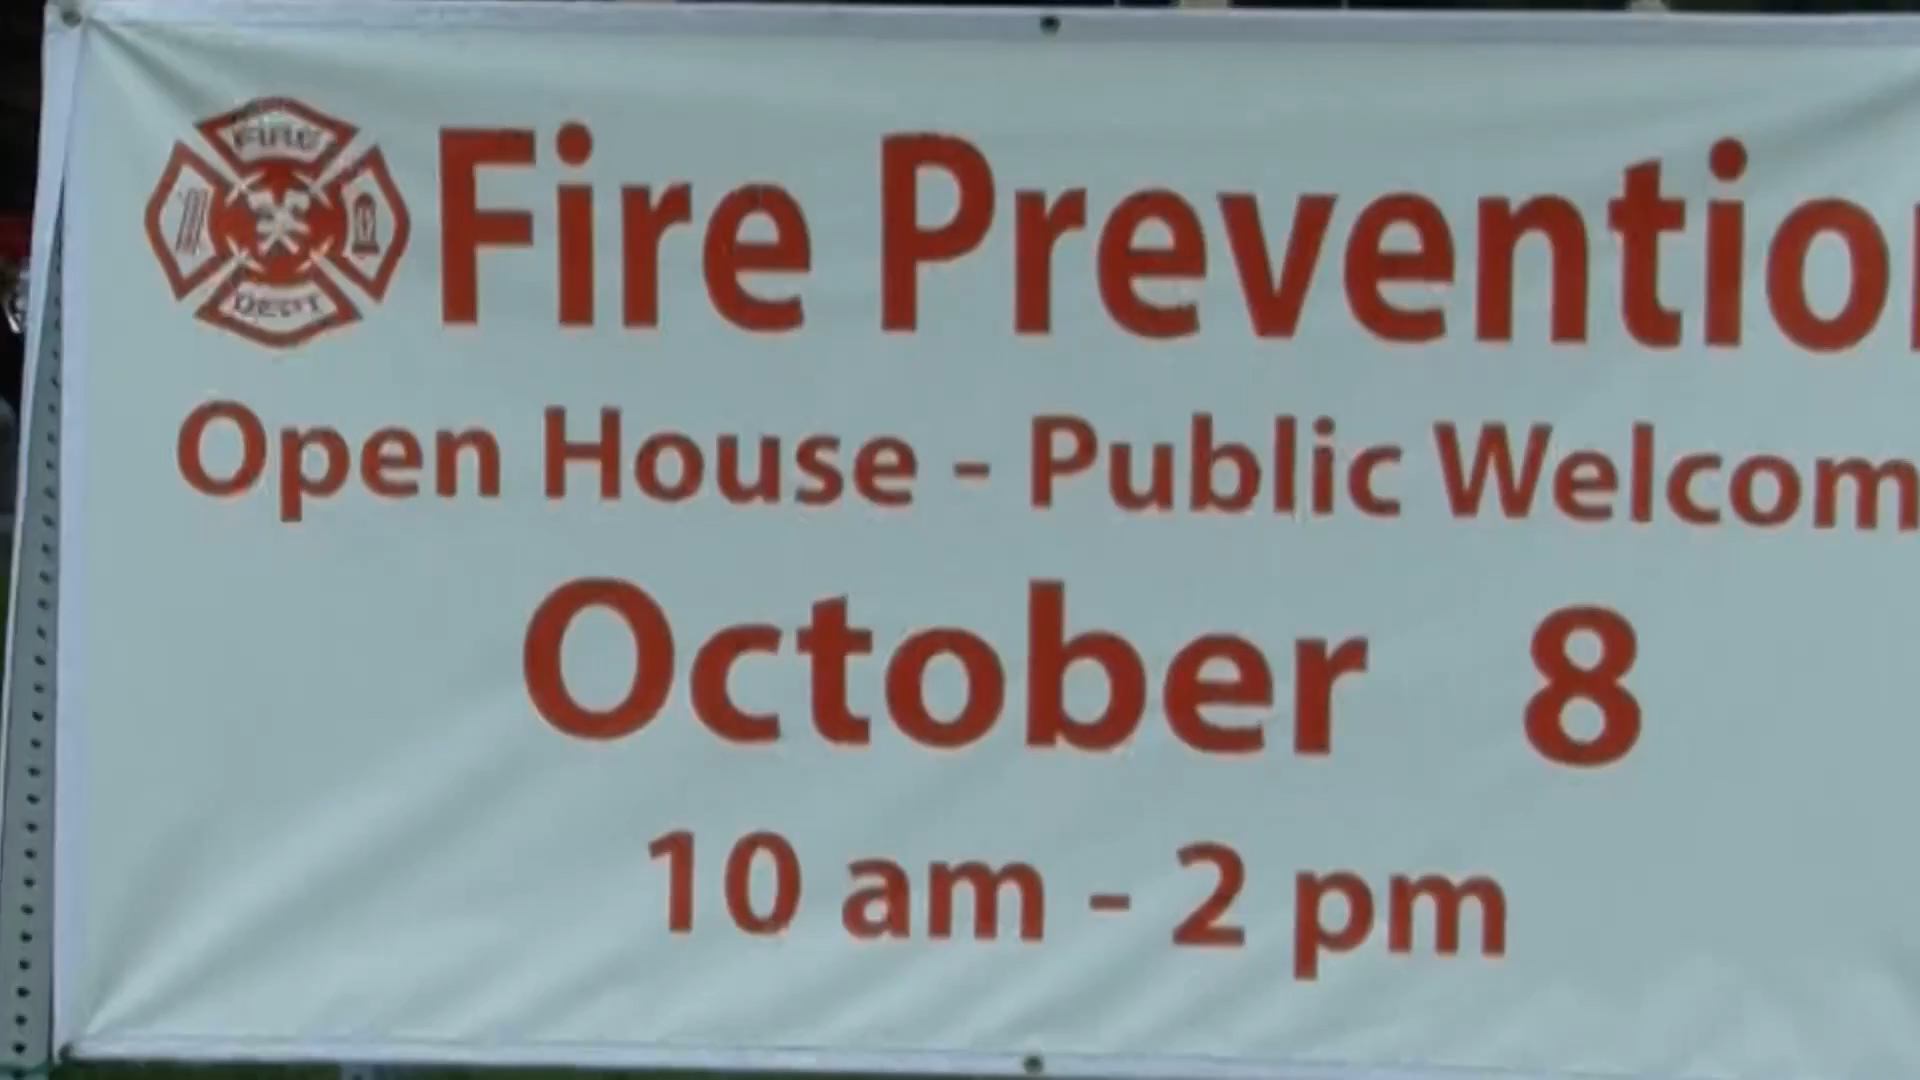 FIRE
DEPT
Fire Preventio
Open House - Public Welcom
October 8
10 am - 2 pm